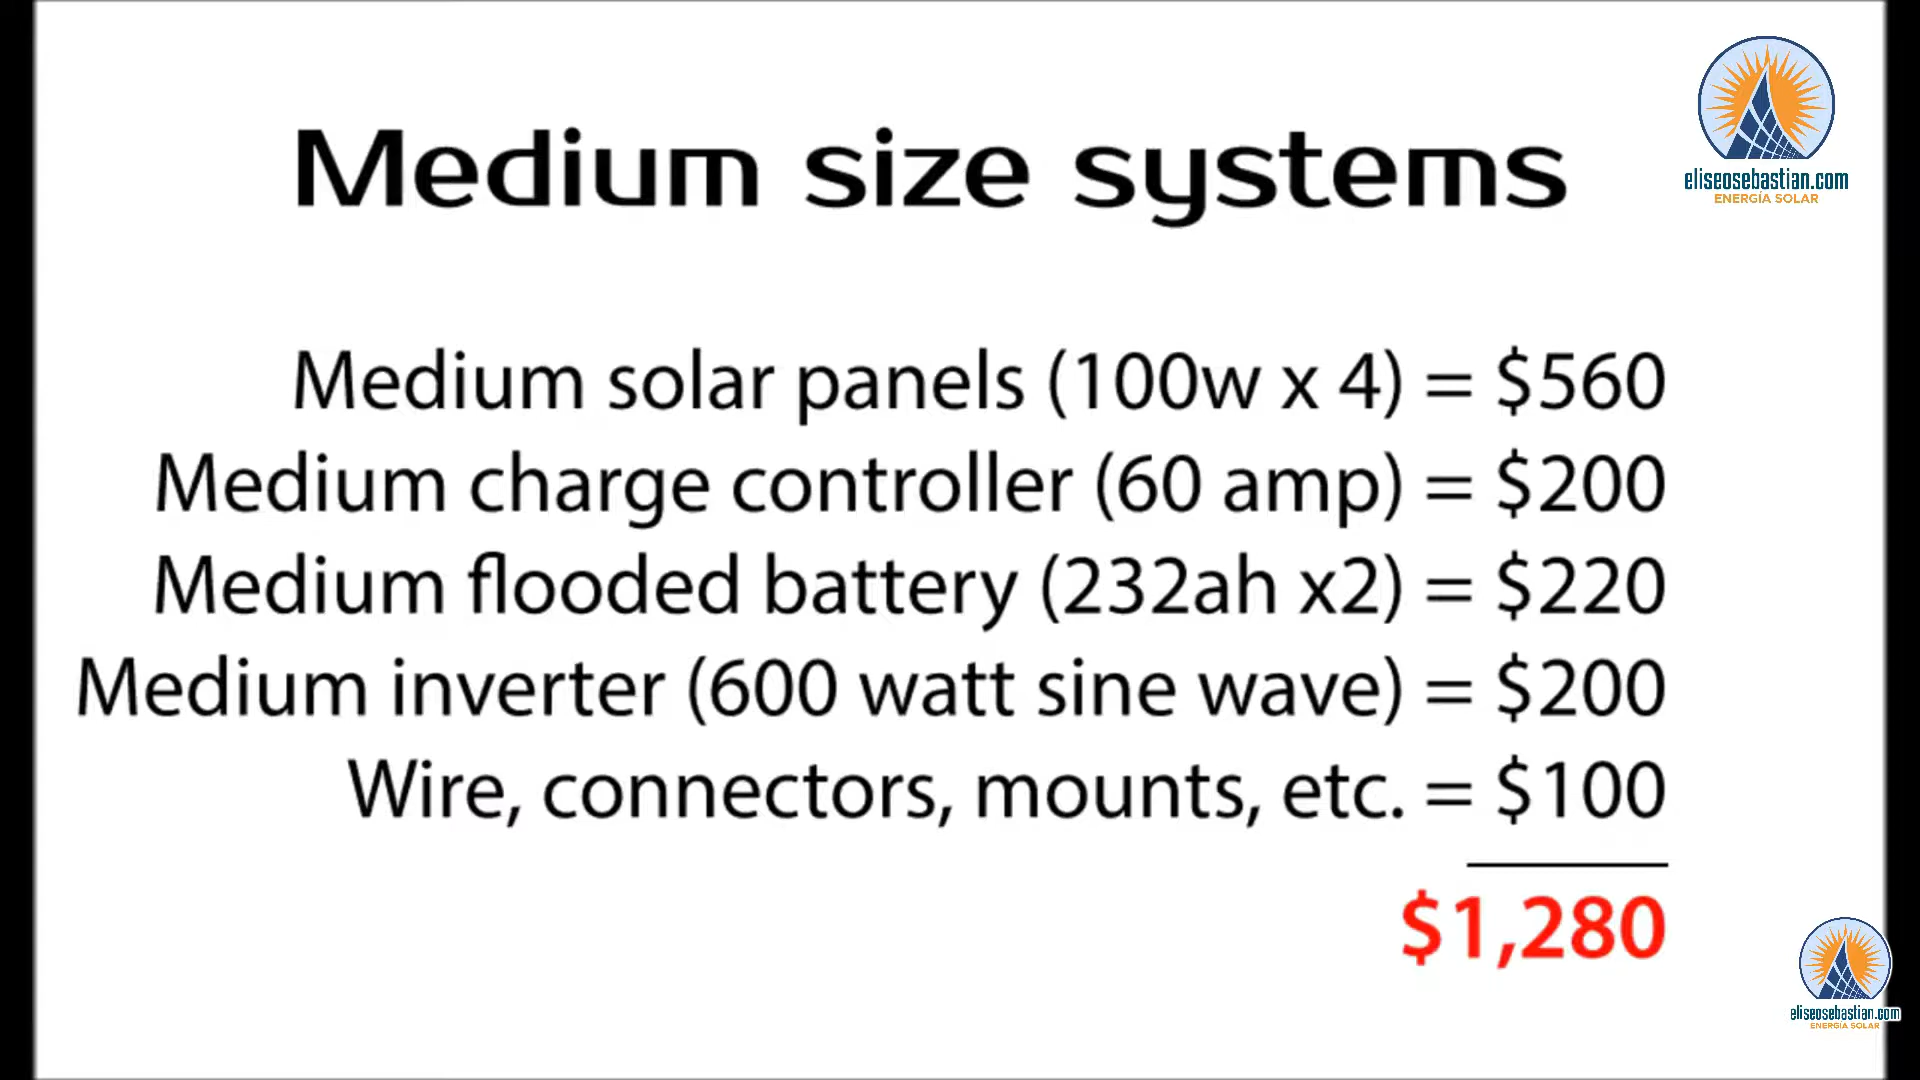 Medium size systems
eliseosebastian.com
ENERGÍA SOLAR
Medium solar panels (100w x 4) = $560
Medium charge controller (60 amp) = $200
Medium flooded battery (232ah x2) = $220
Medium inverter (600 watt sine wave) = $200
Wire, connectors, mounts, etc. = $100
$1,280
eliseosebastian.com
ENERGÍA SOLAR